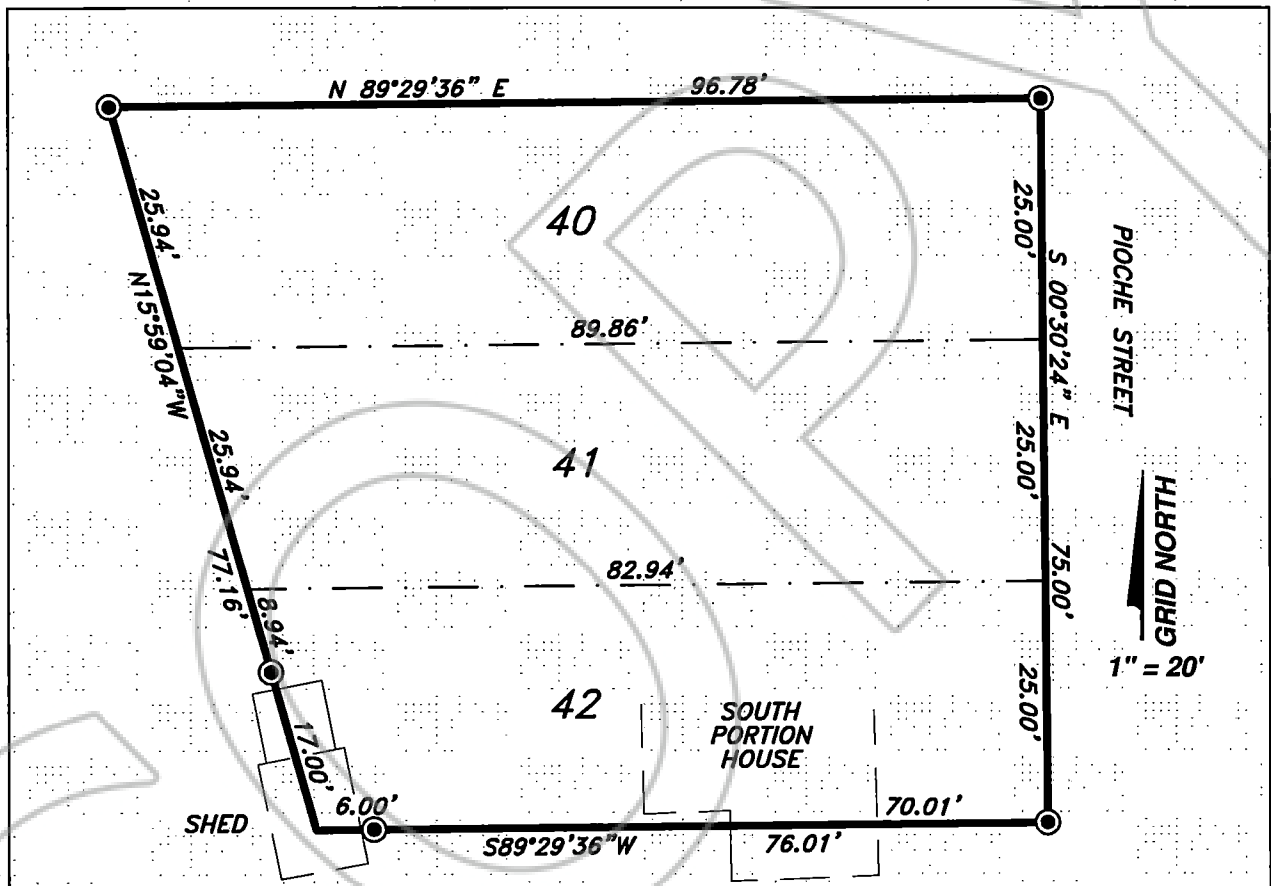 N 89°29'36" E 96.78'
25.94'
N15°59'04"W
25.94'
77.16'
8.94'
17.00'
40
89.86'
41
82.94'
42
25.00'
S 00°30'24" E
25.00'
75.00'
25.00'
PIOCHE STREET
GRID NORTH
1" = 20'
SOUTH
PORTION
HOUSE
SHED
6.00'
70.01'
S89°29'36"W 76.01'